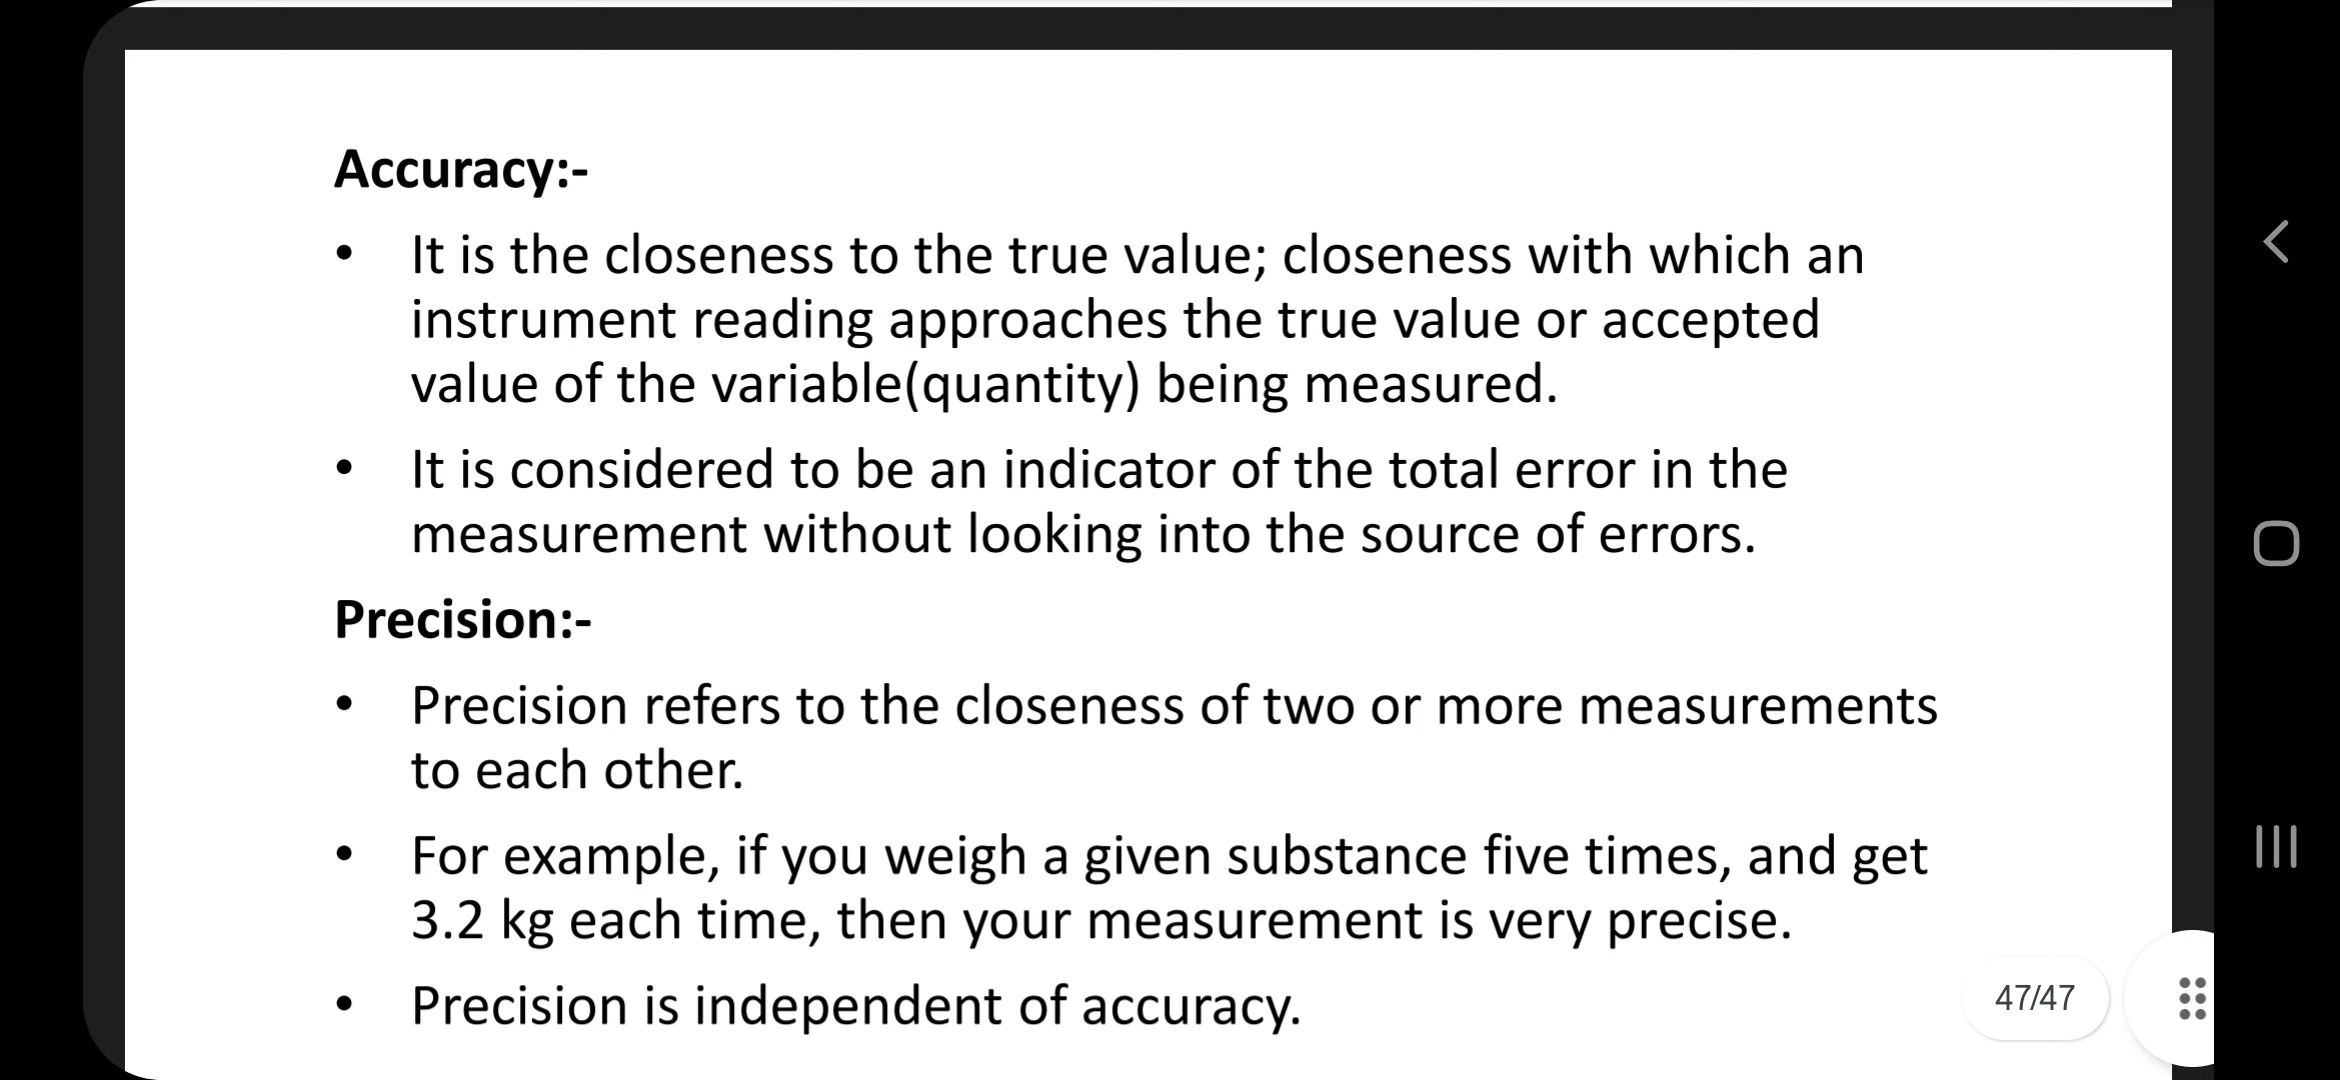 Accuracy:-
• It is the closeness to the true value; closeness with which an
instrument reading approaches the true value or accepted
value of the variable(quantity) being measured.
• It is considered to be an indicator of the total error in the
measurement without looking into the source of errors.
Precision:-
• Precision refers to the closeness of two or more measurements
to each other.
• For example, if you weigh a given substance five times, and get
3.2 kg each time, then your measurement is very precise.
• Precision is independent of accuracy.
47/47